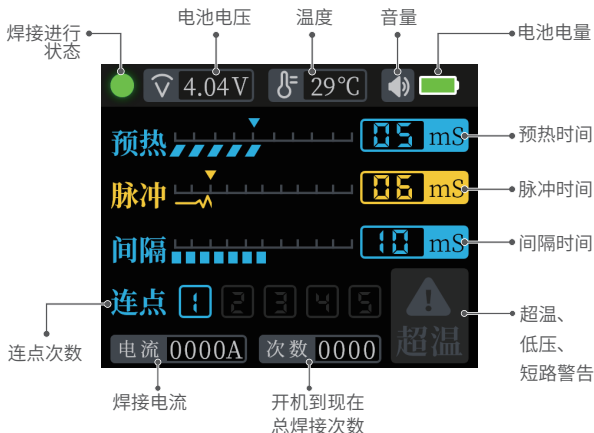 电池电压
温度
音量
焊接进行
状态
电池电量
4.04V
29℃
预热
05 mS
预热时间
脉冲
06 mS
脉冲时间
间隔
10 mS
间隔时间
连点
1 2 3 4 5
超温
超温、
低压、
短路警告
连点次数
电流 0000A
次数 0000
焊接电流
开机到现在
总焊接次数